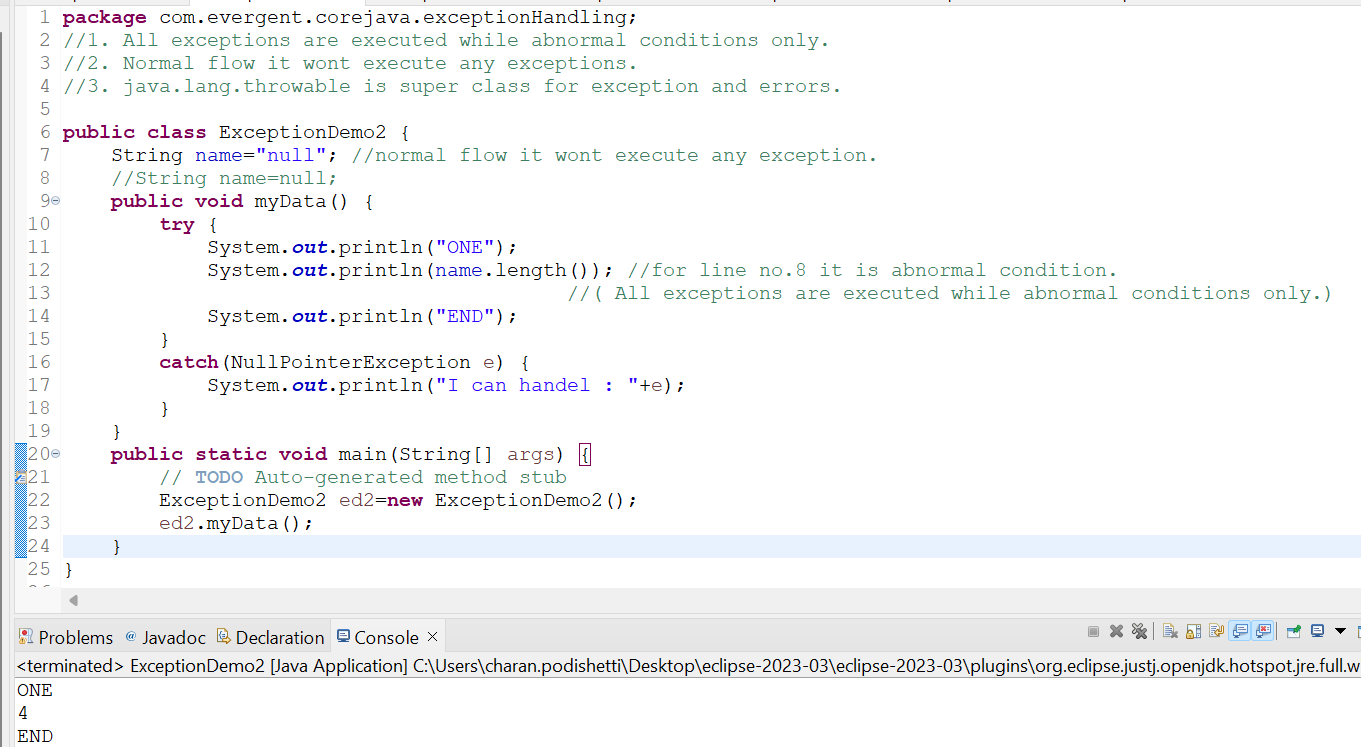 1 package com.evergent.corejava.exceptionHandling;
2 //1. All exceptions are executed while abnormal conditions only.
3 //2. Normal flow it wont execute any exceptions.
4 //3. java.lang.throwable is super class for exception and errors.
5
6 public class ExceptionDemo2 {
7     String name="null"; //normal flow it wont execute any exception.
8     //String name=null;
9     public void myData() {
10         try {
11             System.out.println("ONE");
12             System.out.println(name.length()); //for line no.8 it is abnormal condition.
13                                           //( All exceptions are executed while abnormal conditions only.)
14             System.out.println("END");
15         }
16         catch(NullPointerException e) {
17             System.out.println("I can handel : "+e);
18         }
19     }
20     public static void main(String[] args) {
21         // TODO Auto-generated method stub
22         ExceptionDemo2 ed2=new ExceptionDemo2();
23         ed2.myData();
24     }
25 }
Problems @ Javadoc Declaration Console
<terminated> ExceptionDemo2 [Java Application] C:\Users\charan.podishetti\Desktop\eclipse-2023-03\eclipse-2023-03\plugins\org.eclipse.justj.openjdk.hotspot.jre.full.w
ONE
4
END